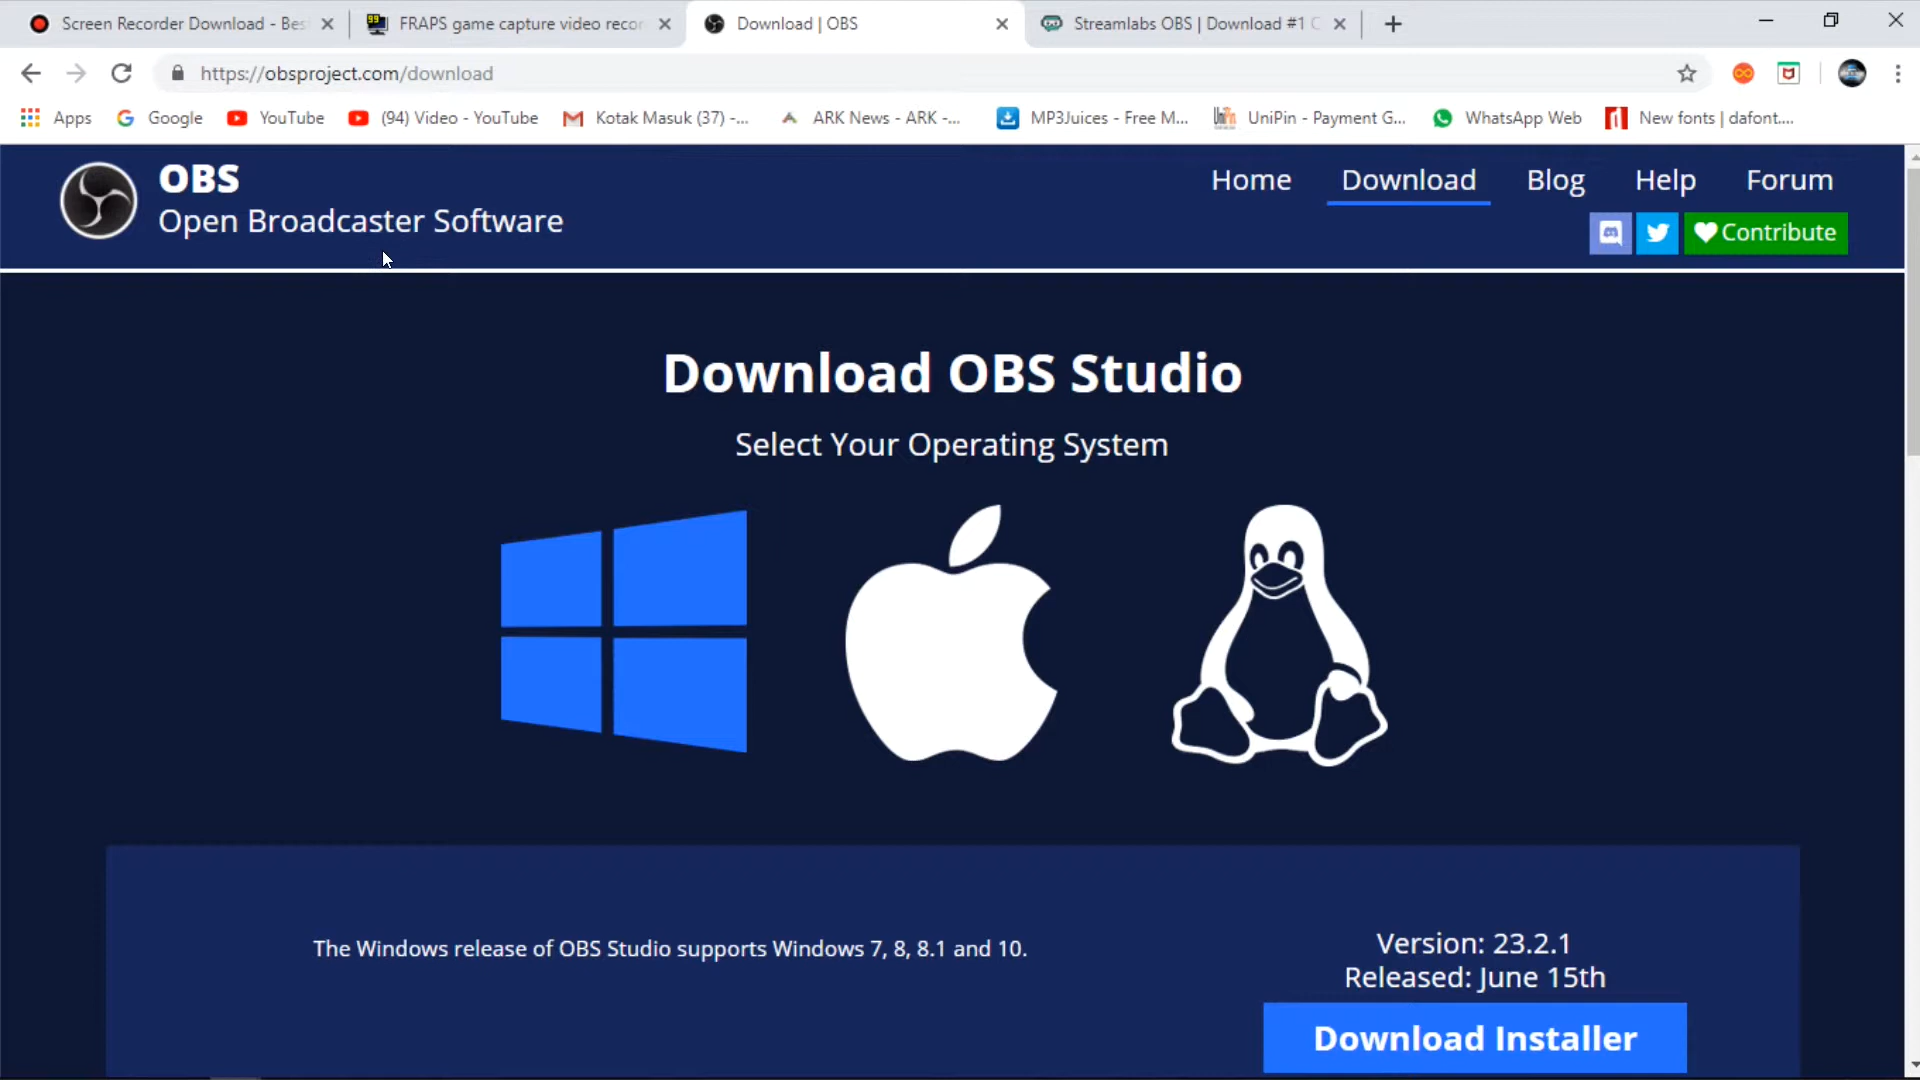 Screen Recorder Download - Bes
FRAPS game capture video recor
Download | OBS
Streamlabs OBS | Download #1 C
https://obsproject.com/download
Apps
Google
YouTube
(94) Video - YouTube
Kotak Masuk (37) -...
ARK News - ARK -...
MP3Juices - Free M...
UniPin - Payment G...
WhatsApp Web
New fonts | dafont....
OBS
Open Broadcaster Software
Home
Download
Blog
Help
Forum
Contribute
Download OBS Studio
Select Your Operating System
The Windows release of OBS Studio supports Windows 7, 8, 8.1 and 10.
Version: 23.2.1
Released: June 15th
Download Installer